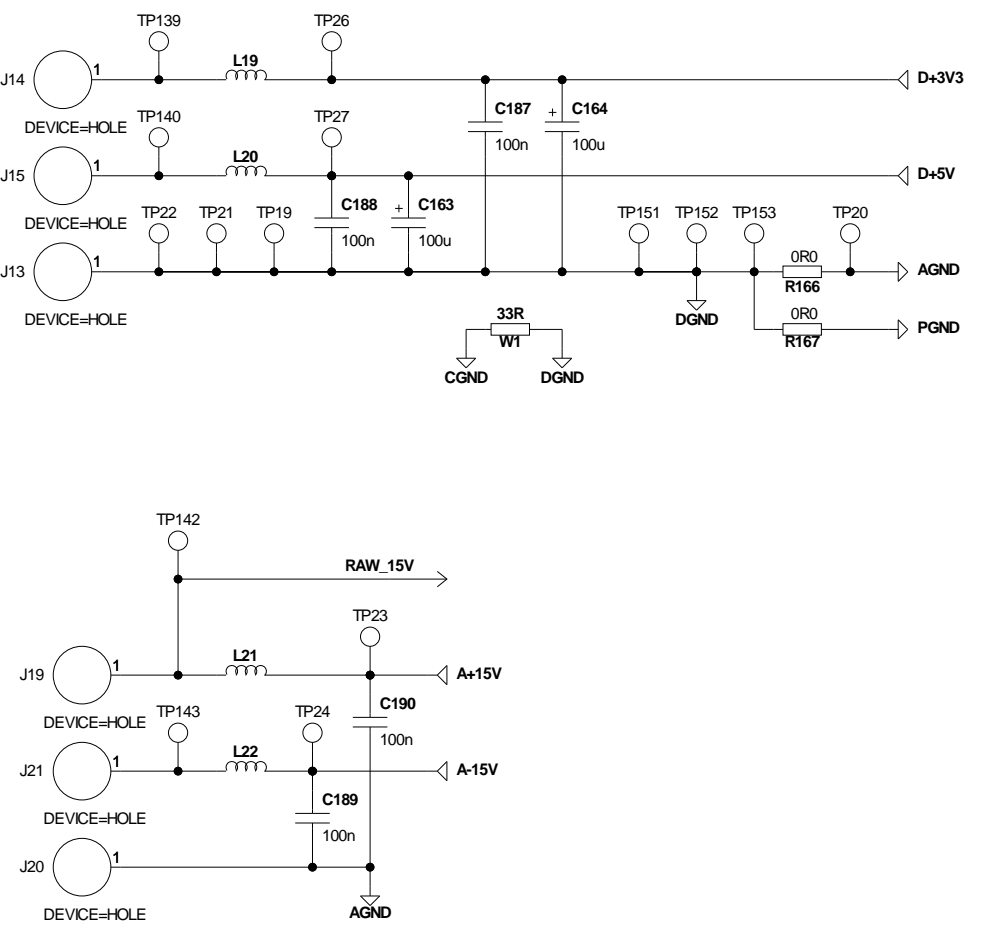 TP139 TP26
L19
J14 1 D+3V3
C187 + C164
DEVICE=HOLE TP140 TP27 100n 100u
L20
J15 1 D+5V
C188 + C163
DEVICE=HOLE TP22 TP21 TP19 100n 100u TP151 TP152 TP153 TP20
J13 1 0R0 AGND
R166
DEVICE=HOLE 33R DGND 0R0 PGND
W1 R167
CGND DGND
TP142
RAW_15V
TP23
L21
J19 1 A+15V
C190
DEVICE=HOLE TP143 TP24 100n
L22
J21 1 A-15V
C189
DEVICE=HOLE 100n
J20 1
DEVICE=HOLE AGND